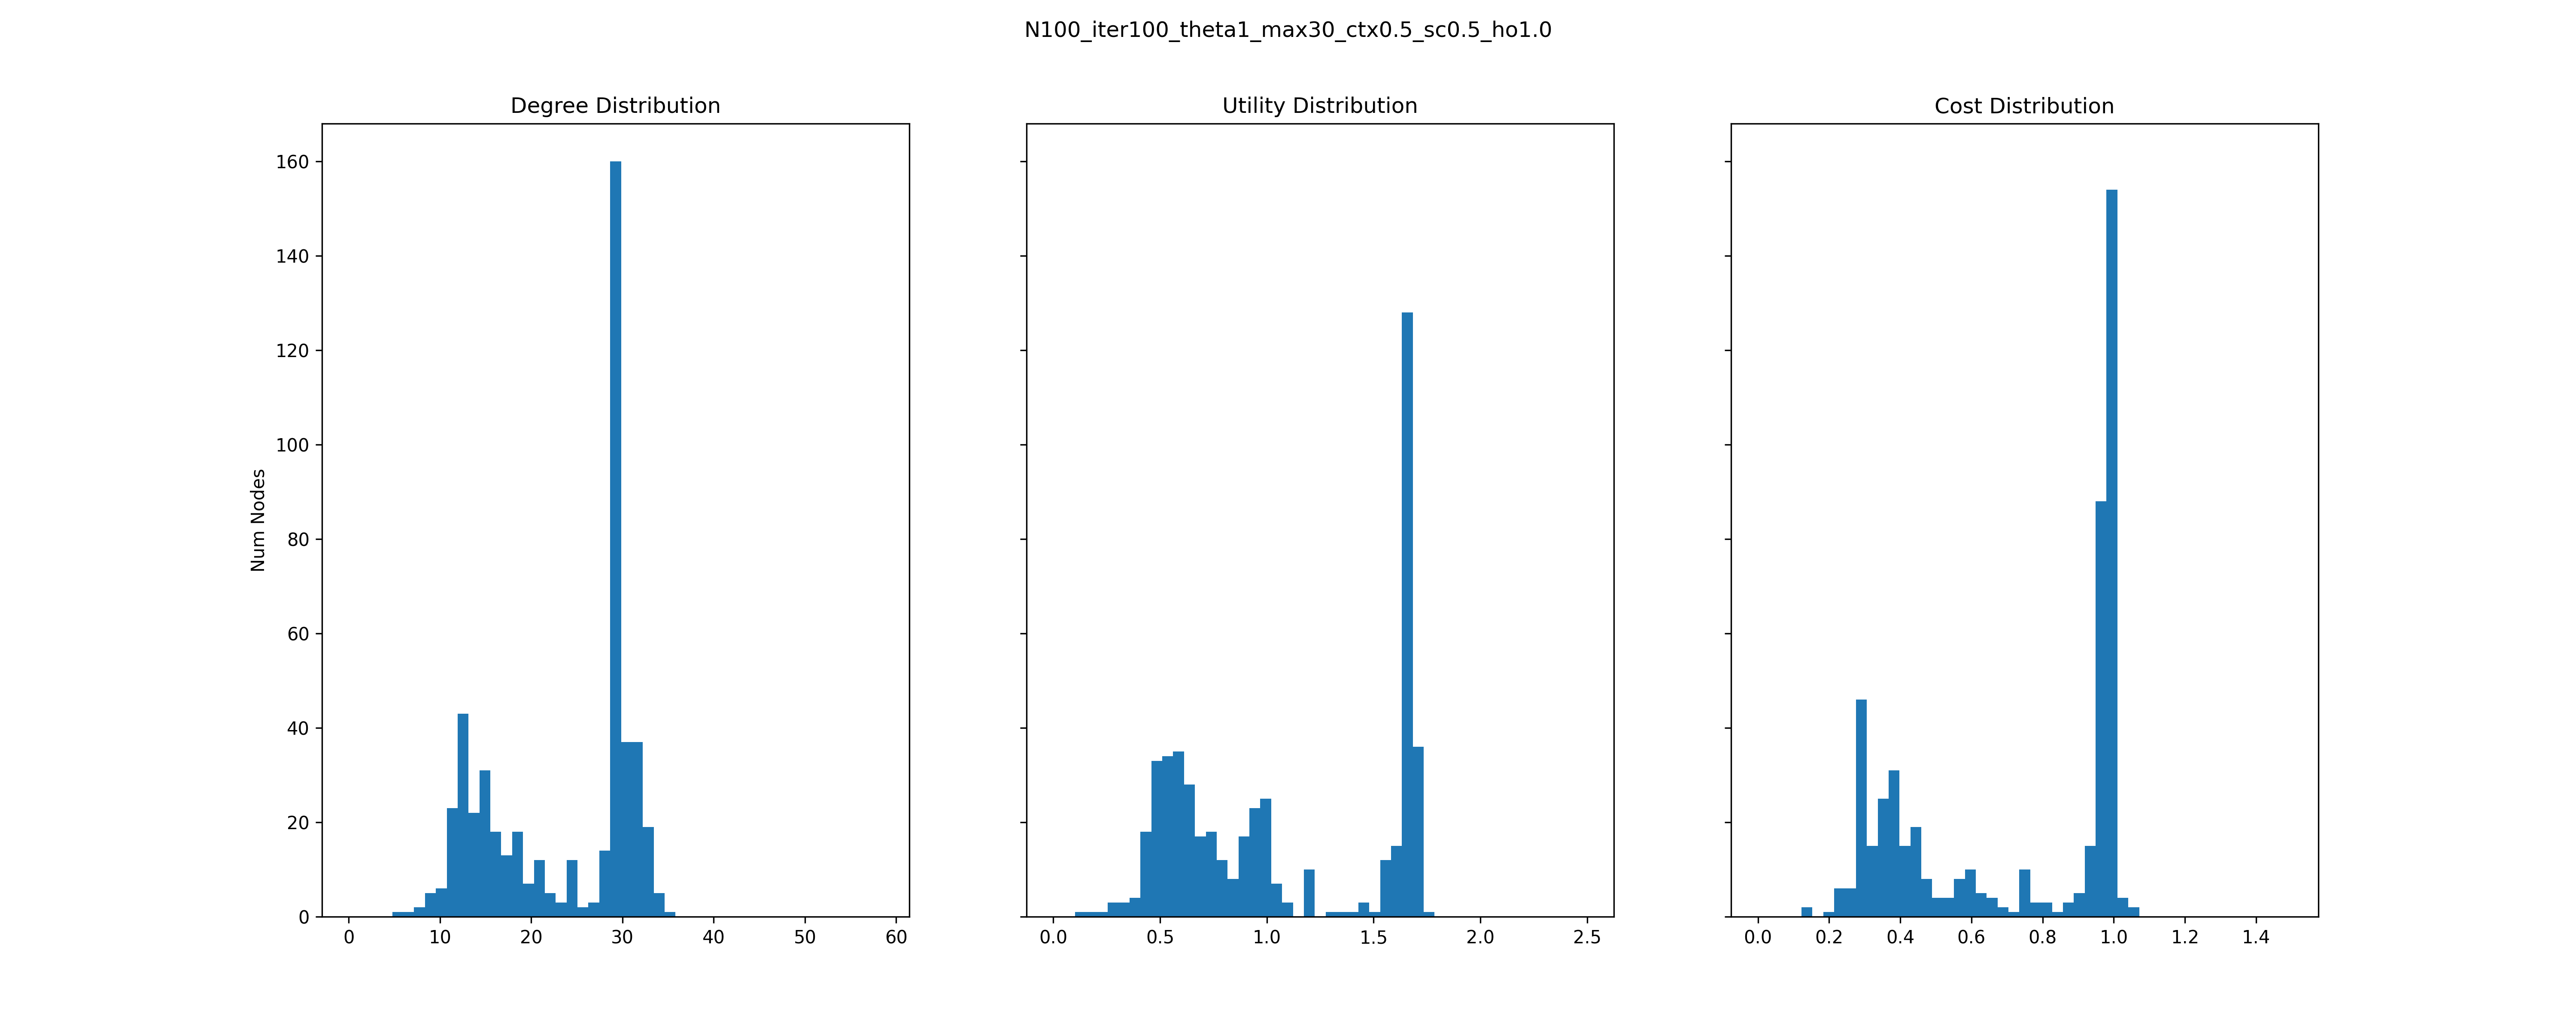 N100_iter100_theta1_max30_ctx0.5_sc0.5_ho1.0
Degree Distribution
Utility Distribution
Cost Distribution
Num Nodes
160
140
120
100
80
60
40
20
0
0 10 20 30 40 50 60
0.0 0.5 1.0 1.5 2.0 2.5
0.0 0.2 0.4 0.6 0.8 1.0 1.2 1.4